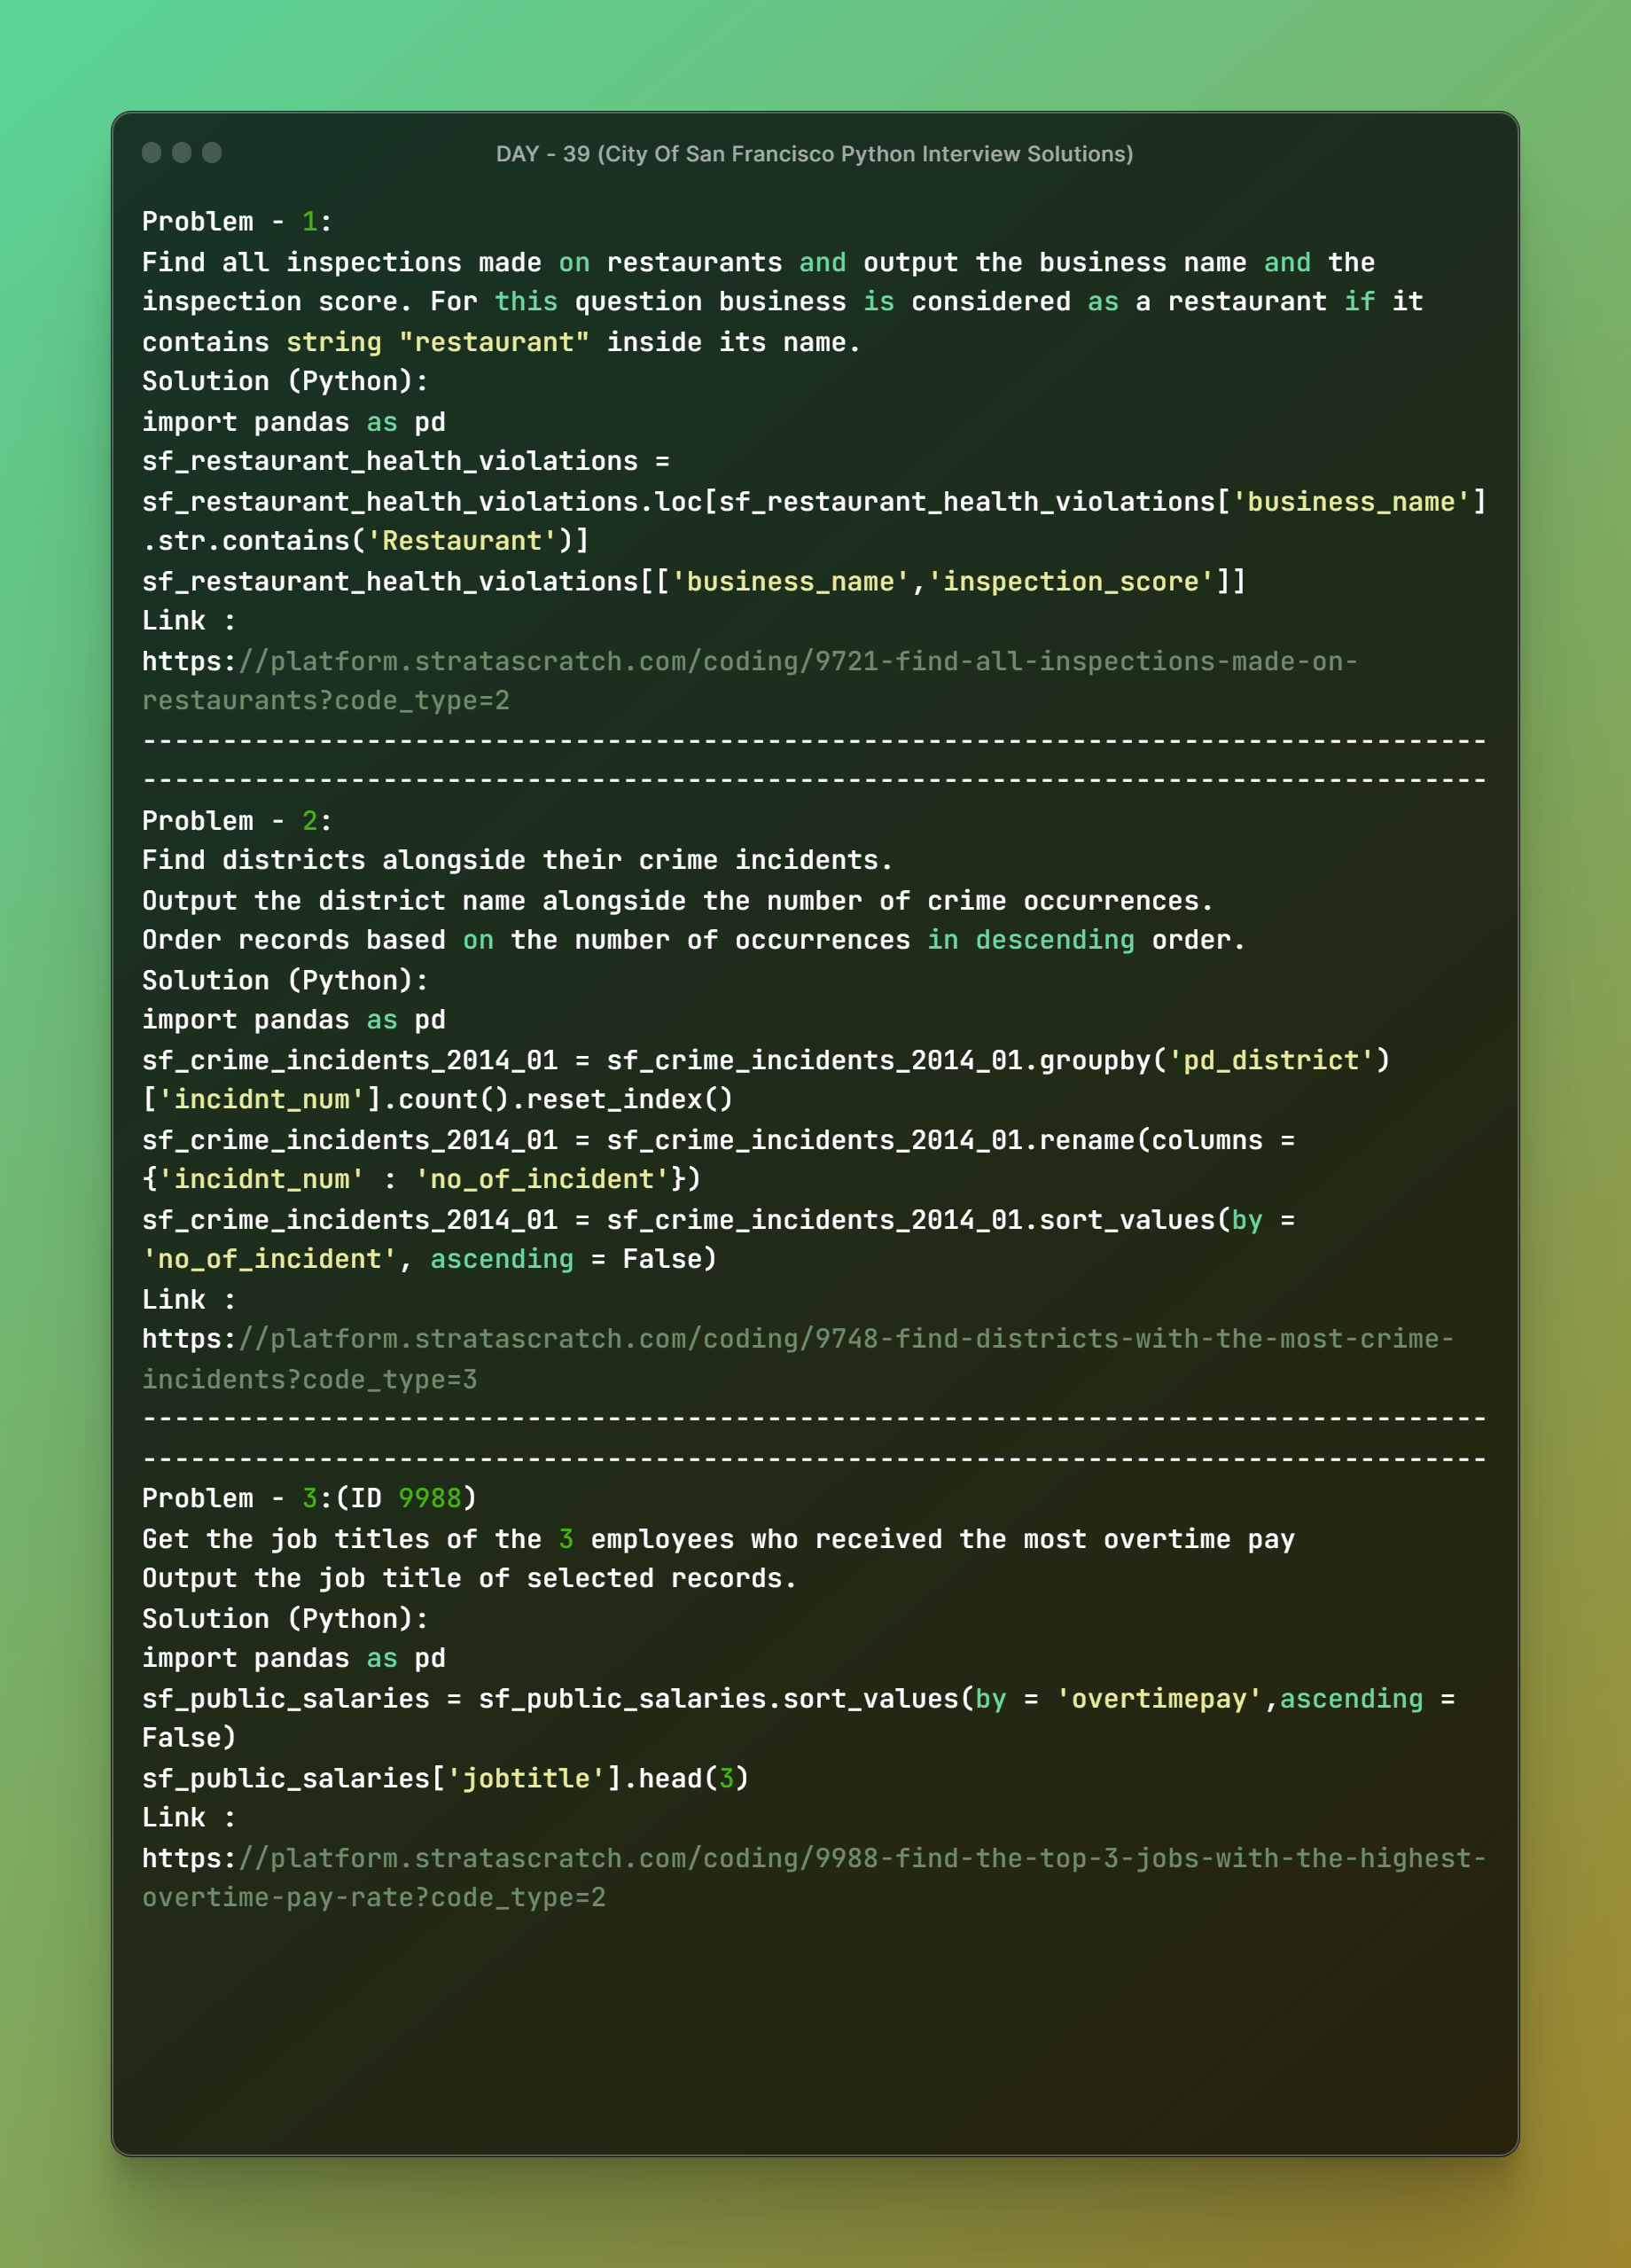 DAY - 39 (City Of San Francisco Python Interview Solutions)
Problem - 1:
Find all inspections made on restaurants and output the business name and the
inspection score. For this question business is considered as a restaurant if it
contains string "restaurant" inside its name.
Solution (Python):
import pandas as pd
sf_restaurant_health_violations =
sf_restaurant_health_violations.loc[sf_restaurant_health_violations['business_name']
.str.contains('Restaurant')]
sf_restaurant_health_violations[['business_name','inspection_score']]
Link :
https://platform.stratascratch.com/coding/9721-find-all-inspections-made-on-
restaurants?code_type=2
------------------------------------------------------------------------------------
------------------------------------------------------------------------------------
Problem - 2:
Find districts alongside their crime incidents.
Output the district name alongside the number of crime occurrences.
Order records based on the number of occurrences in descending order.
Solution (Python):
import pandas as pd
sf_crime_incidents_2014_01 = sf_crime_incidents_2014_01.groupby('pd_district')
['incidnt_num'].count().reset_index()
sf_crime_incidents_2014_01 = sf_crime_incidents_2014_01.rename(columns =
{'incidnt_num' : 'no_of_incident'})
sf_crime_incidents_2014_01 = sf_crime_incidents_2014_01.sort_values(by =
'no_of_incident', ascending = False)
Link :
https://platform.stratascratch.com/coding/9748-find-districts-with-the-most-crime-
incidents?code_type=3
------------------------------------------------------------------------------------
------------------------------------------------------------------------------------
Problem - 3:(ID 9988)
Get the job titles of the 3 employees who received the most overtime pay
Output the job title of selected records.
Solution (Python):
import pandas as pd
sf_public_salaries = sf_public_salaries.sort_values(by = 'overtimepay',ascending =
False)
sf_public_salaries['jobtitle'].head(3)
Link :
https://platform.stratascratch.com/coding/9988-find-the-top-3-jobs-with-the-highest-
overtime-pay-rate?code_type=2